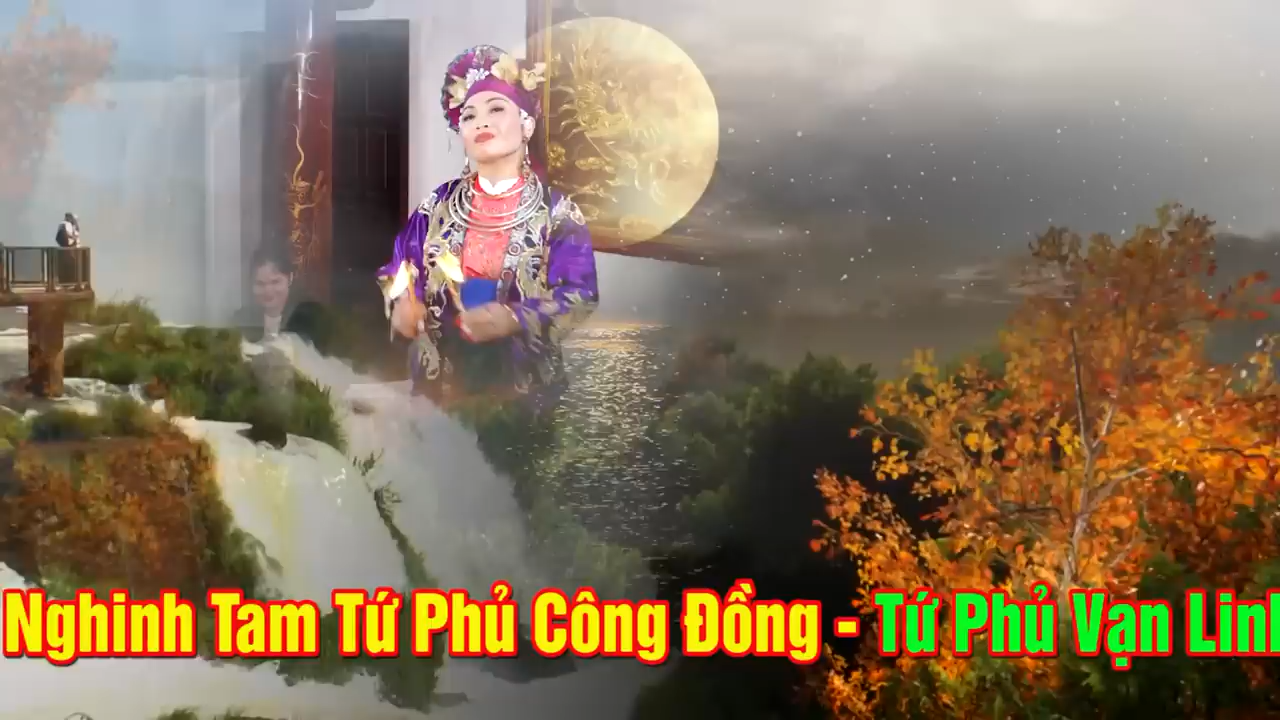 Nghinh Tam Tứ Phủ Công Đồng - Tứ Phủ Vạn Linh